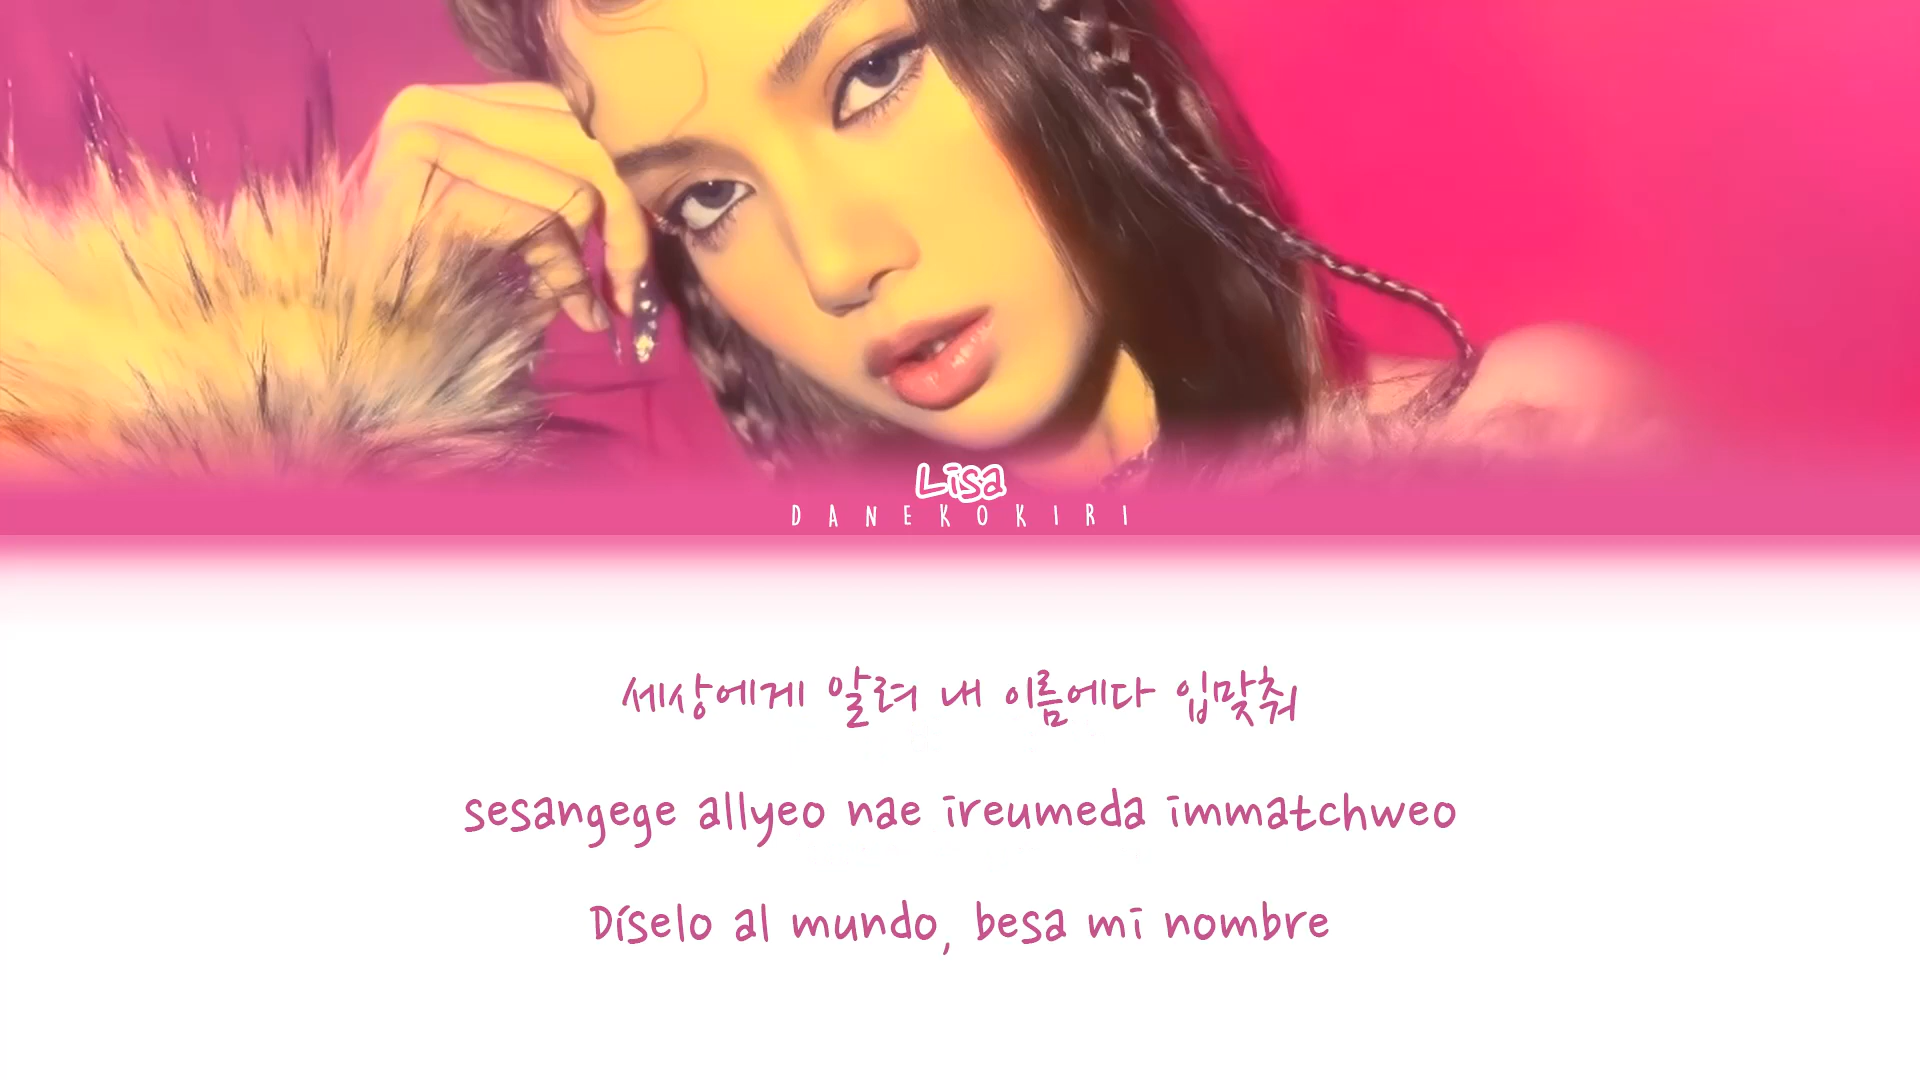 Lisa
DANEKOKIRI
세상에게 알려 내 이름에다 입맞춰
sesangege allyeo nae ireumeda immatchweo
Díselo al mundo, besa mi nombre